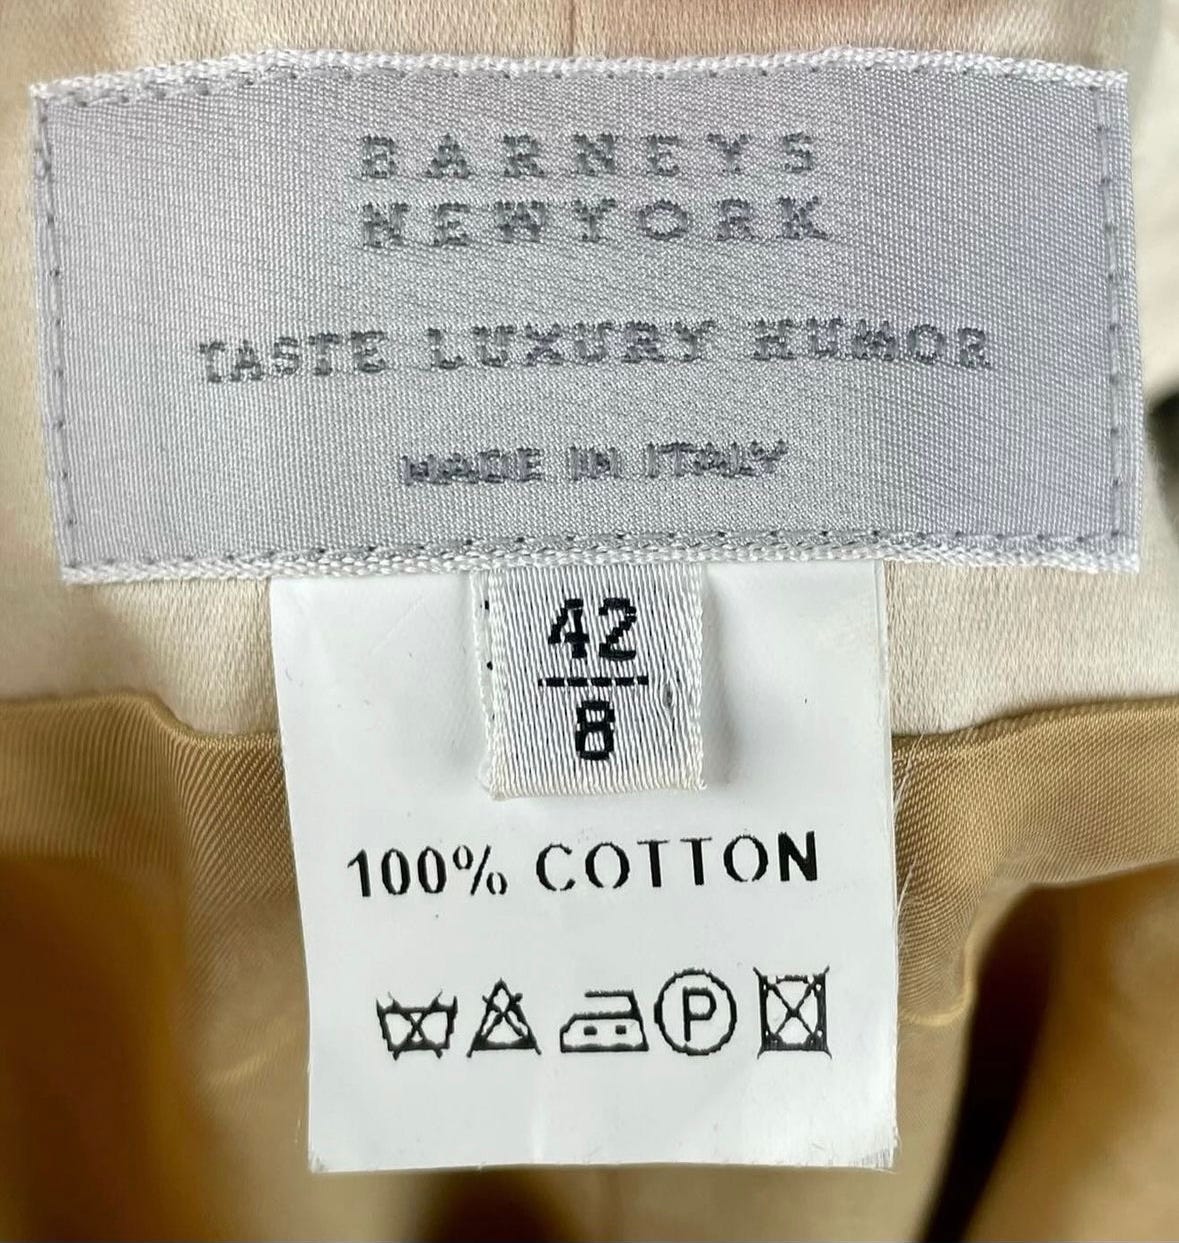 BARNEYS
NEWYORK
TASTE LUXURY HUMOR
MADE IN ITALY
42
8
100% COTTON
P